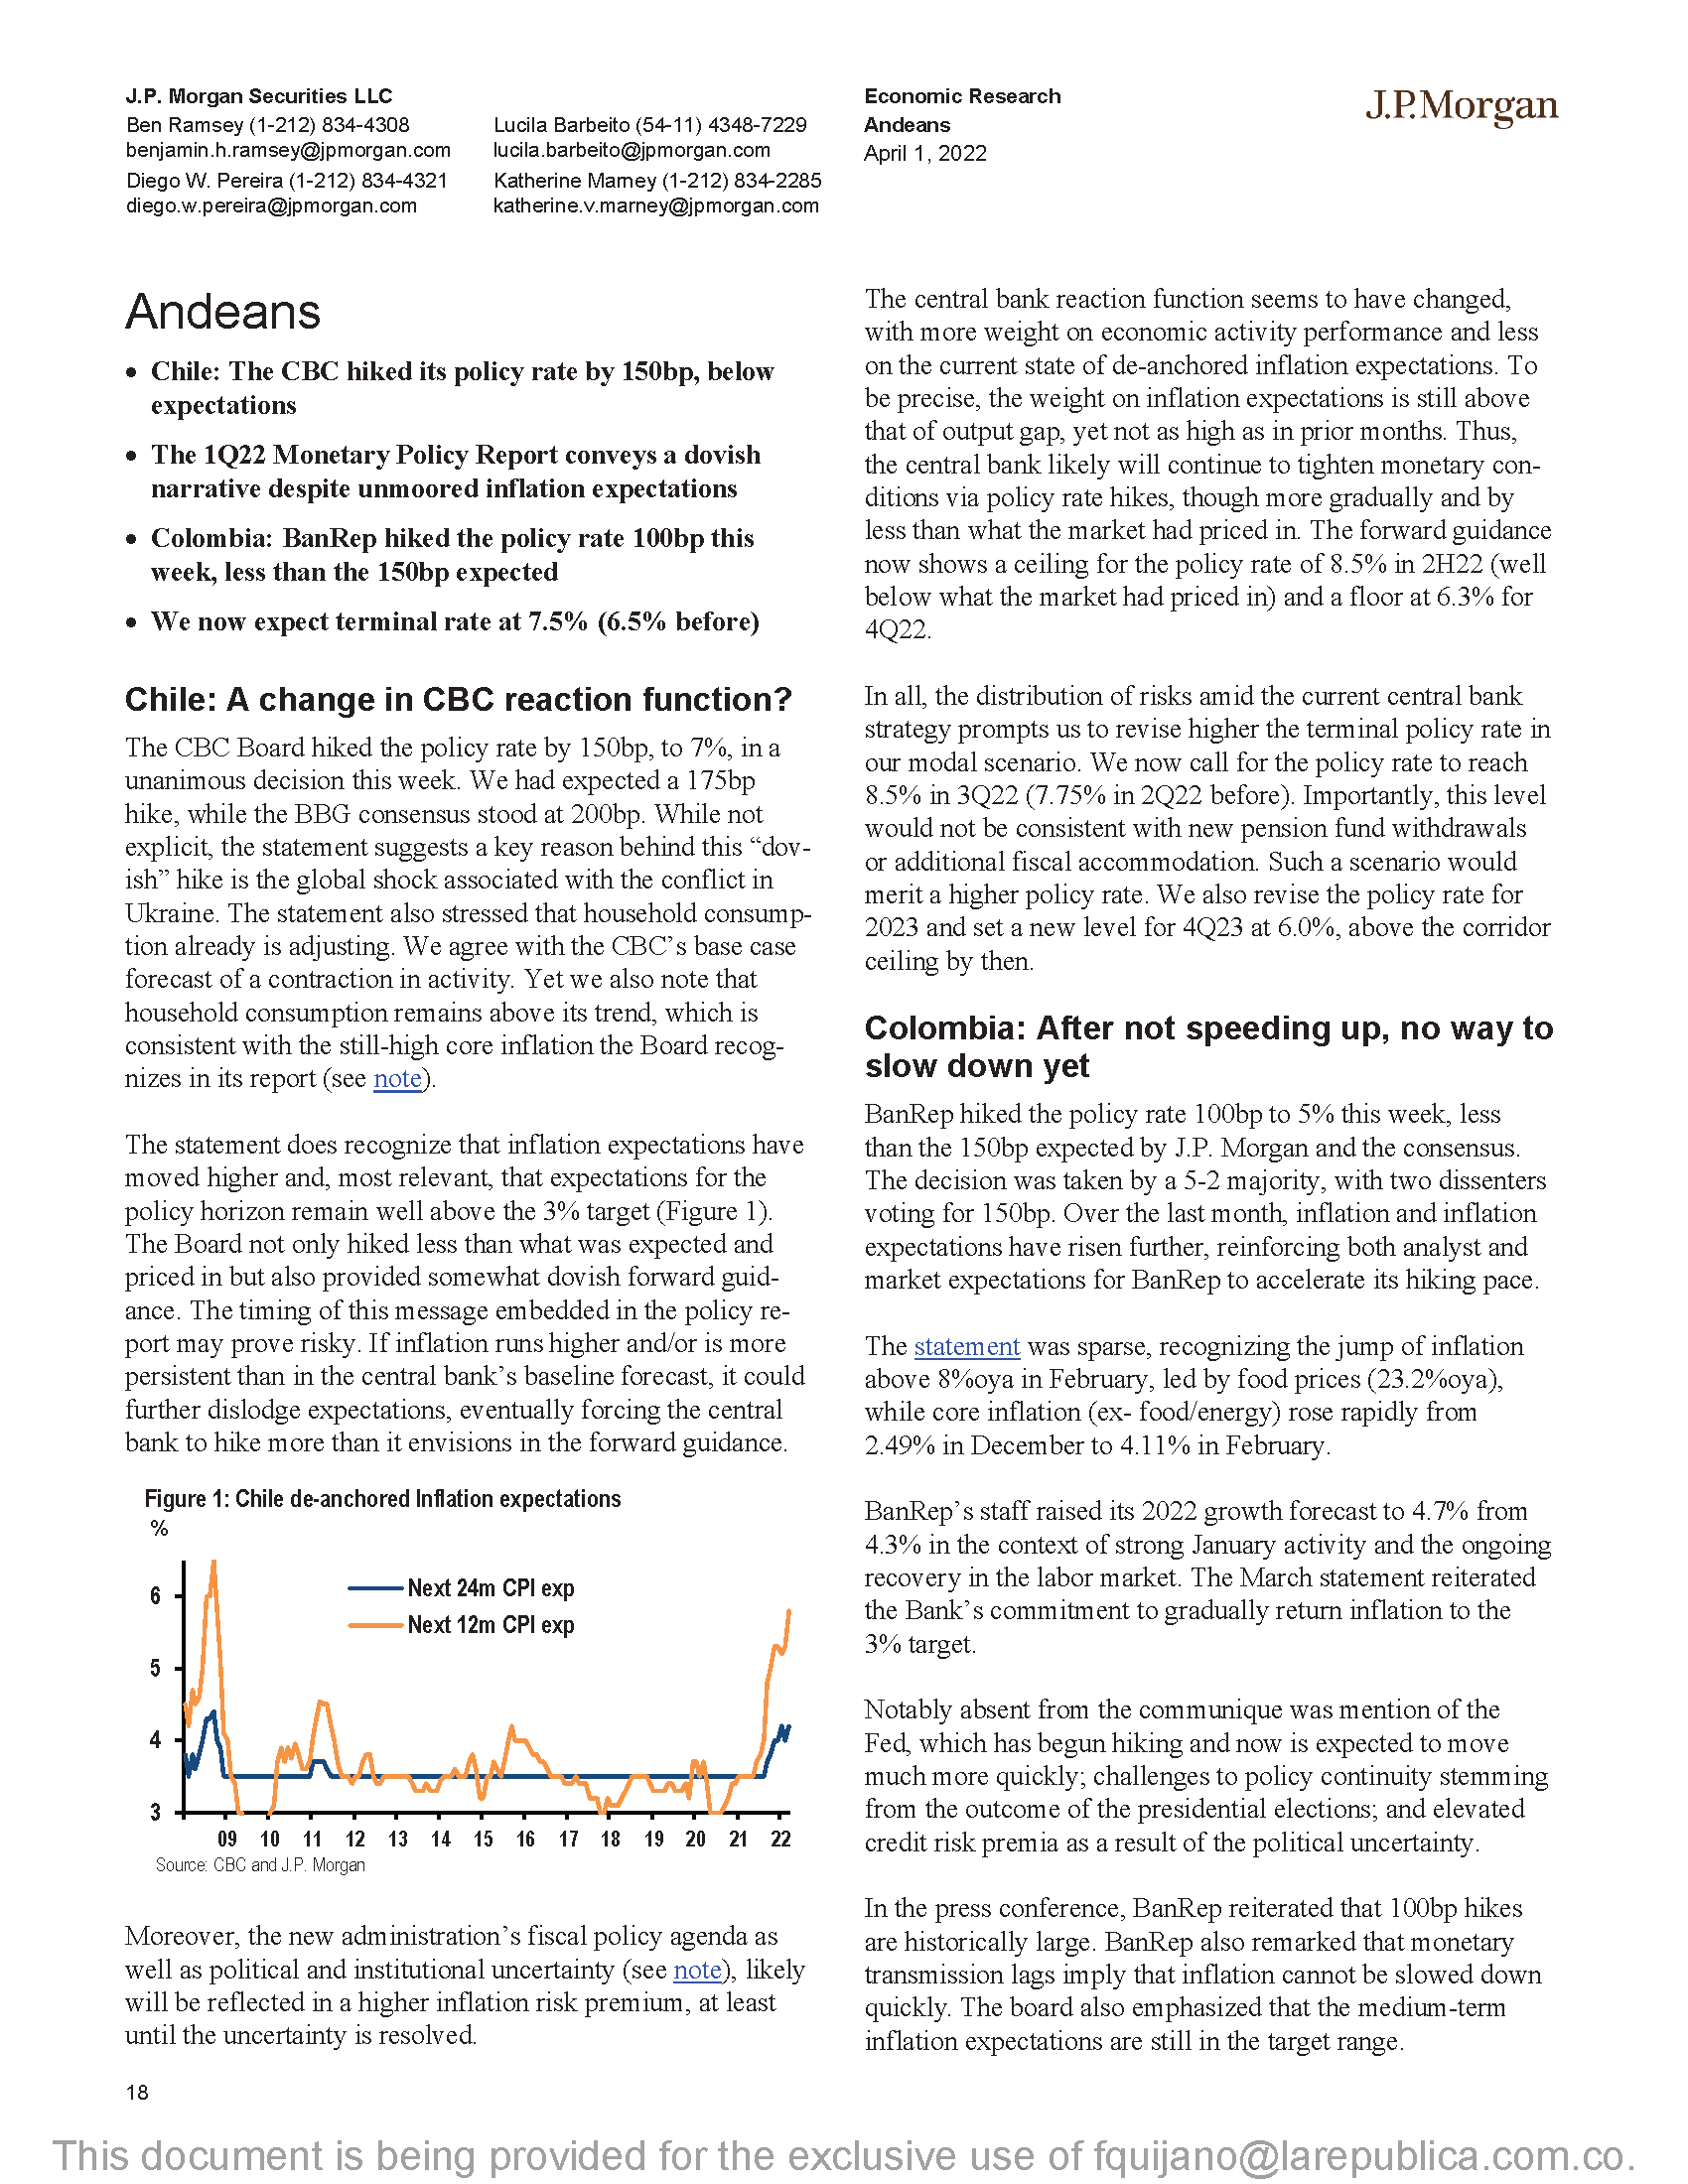 J.P. Morgan Securities LLC
Ben Ramsey (1-212) 834-4308
benjamin.h.ramsey@jpmorgan.com
Diego W. Pereira (1-212) 834-4321
diego.w.pereira@jpmorgan.com
Lucila Barbeito (54-11) 4348-7229
lucila.barbeito@jpmorgan.com
Katherine Marney (1-212) 834-2285
katherine.v.marney@jpmorgan.com
Economic Research
Andeans
April 1, 2022
J.P.Morgan
Andeans
• Chile: The CBC hiked its policy rate by 150bp, below
expectations
• The 1Q22 Monetary Policy Report conveys a dovish
narrative despite unmoored inflation expectations
• Colombia: BanRep hiked the policy rate 100bp this
week, less than the 150bp expected
• We now expect terminal rate at 7.5% (6.5% before)
Chile: A change in CBC reaction function?
The CBC Board hiked the policy rate by 150bp, to 7%, in a
unanimous decision this week. We had expected a 175bp
hike, while the BBG consensus stood at 200bp. While not
explicit, the statement suggests a key reason behind this “dov-
ish” hike is the global shock associated with the conflict in
Ukraine. The statement also stressed that household consump-
tion already is adjusting. We agree with the CBC’s base case
forecast of a contraction in activity. Yet we also note that
household consumption remains above its trend, which is
consistent with the still-high core inflation the Board recog-
nizes in its report (see note).
The statement does recognize that inflation expectations have
moved higher and, most relevant, that expectations for the
policy horizon remain well above the 3% target (Figure 1).
The Board not only hiked less than what was expected and
priced in but also provided somewhat dovish forward guid-
ance. The timing of this message embedded in the policy re-
port may prove risky. If inflation runs higher and/or is more
persistent than in the central bank’s baseline forecast, it could
further dislodge expectations, eventually forcing the central
bank to hike more than it envisions in the forward guidance.
Figure 1: Chile de-anchored Inflation expectations
%
6
5
4
3
Next 24m CPI exp
Next 12m CPI exp
09 10 11 12 13 14 15 16 17 18 19 20 21 22
Source: CBC and J.P. Morgan
Moreover, the new administration’s fiscal policy agenda as
well as political and institutional uncertainty (see note), likely
will be reflected in a higher inflation risk premium, at least
until the uncertainty is resolved.
The central bank reaction function seems to have changed,
with more weight on economic activity performance and less
on the current state of de-anchored inflation expectations. To
be precise, the weight on inflation expectations is still above
that of output gap, yet not as high as in prior months. Thus,
the central bank likely will continue to tighten monetary con-
ditions via policy rate hikes, though more gradually and by
less than what the market had priced in. The forward guidance
now shows a ceiling for the policy rate of 8.5% in 2H22 (well
below what the market had priced in) and a floor at 6.3% for
4Q22.
In all, the distribution of risks amid the current central bank
strategy prompts us to revise higher the terminal policy rate in
our modal scenario. We now call for the policy rate to reach
8.5% in 3Q22 (7.75% in 2Q22 before). Importantly, this level
would not be consistent with new pension fund withdrawals
or additional fiscal accommodation. Such a scenario would
merit a higher policy rate. We also revise the policy rate for
2023 and set a new level for 4Q23 at 6.0%, above the corridor
ceiling by then.
Colombia: After not speeding up, no way to
slow down yet
BanRep hiked the policy rate 100bp to 5% this week, less
than the 150bp expected by J.P. Morgan and the consensus.
The decision was taken by a 5-2 majority, with two dissenters
voting for 150bp. Over the last month, inflation and inflation
expectations have risen further, reinforcing both analyst and
market expectations for BanRep to accelerate its hiking pace.
The statement was sparse, recognizing the jump of inflation
above 8%oya in February, led by food prices (23.2%oya),
while core inflation (ex- food/energy) rose rapidly from
2.49% in December to 4.11% in February.
BanRep’s staff raised its 2022 growth forecast to 4.7% from
4.3% in the context of strong January activity and the ongoing
recovery in the labor market. The March statement reiterated
the Bank’s commitment to gradually return inflation to the
3% target.
Notably absent from the communique was mention of the
Fed, which has begun hiking and now is expected to move
much more quickly; challenges to policy continuity stemming
from the outcome of the presidential elections; and elevated
credit risk premia as a result of the political uncertainty.
In the press conference, BanRep reiterated that 100bp hikes
are historically large. BanRep also remarked that monetary
transmission lags imply that inflation cannot be slowed down
quickly. The board also emphasized that the medium-term
inflation expectations are still in the target range.
18
This document is being provided for the exclusive use of fquijano@larepublica.com.co.